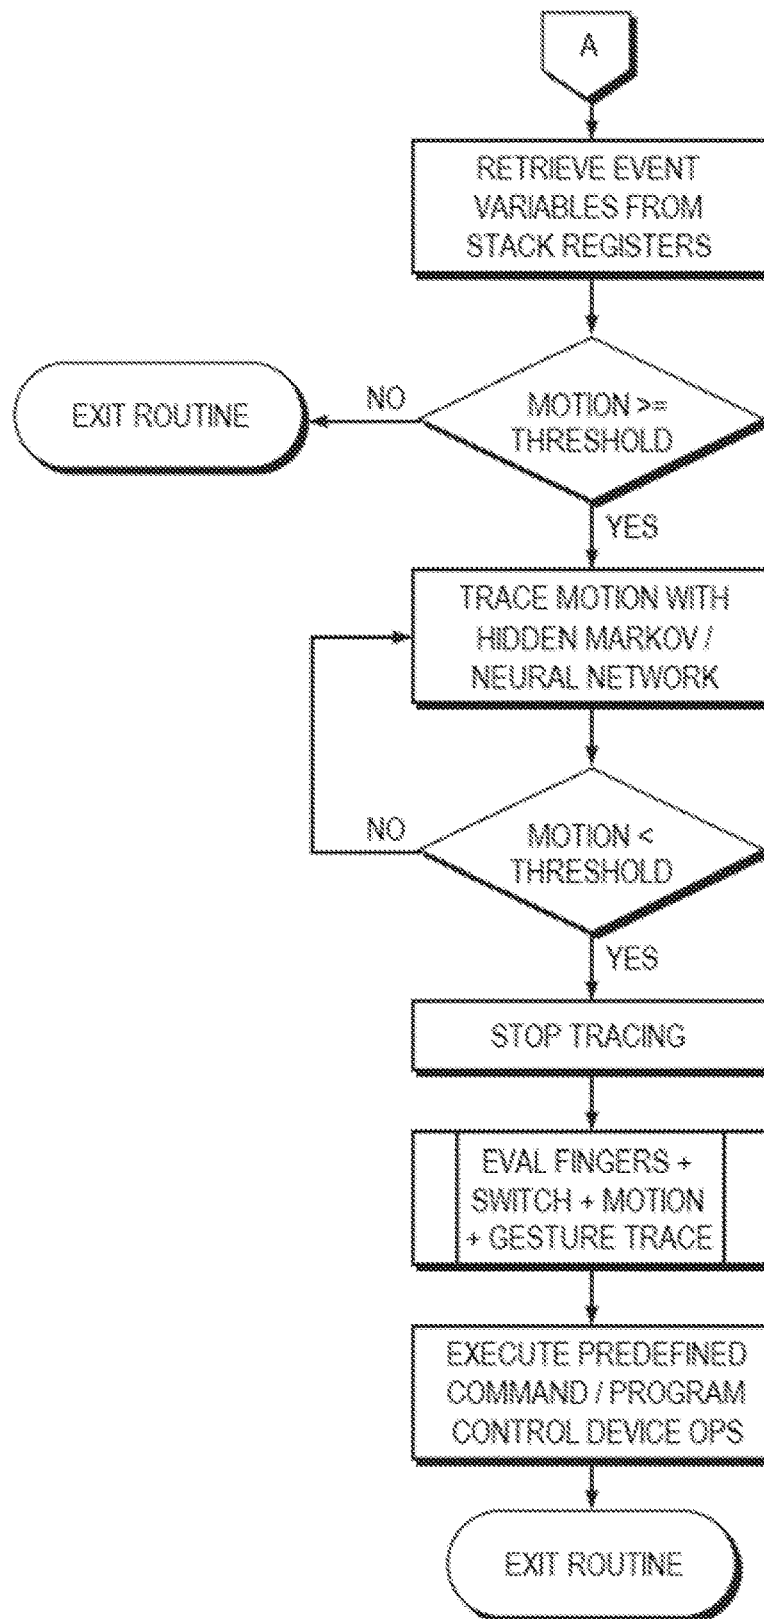 A
RETRIEVE EVENT
VARIABLES FROM
STACK REGISTERS
EXIT ROUTINE
NO
MOTION >=
THRESHOLD
YES
TRACE MOTION WITH
HIDDEN MARKOV /
NEURAL NETWORK
NO
MOTION <
THRESHOLD
YES
STOP TRACING
EVAL FINGERS +
SWITCH + MOTION
+ GESTURE TRACE
EXECUTE PREDEFINED
COMMAND / PROGRAM
CONTROL DEVICE OPS
EXIT ROUTINE